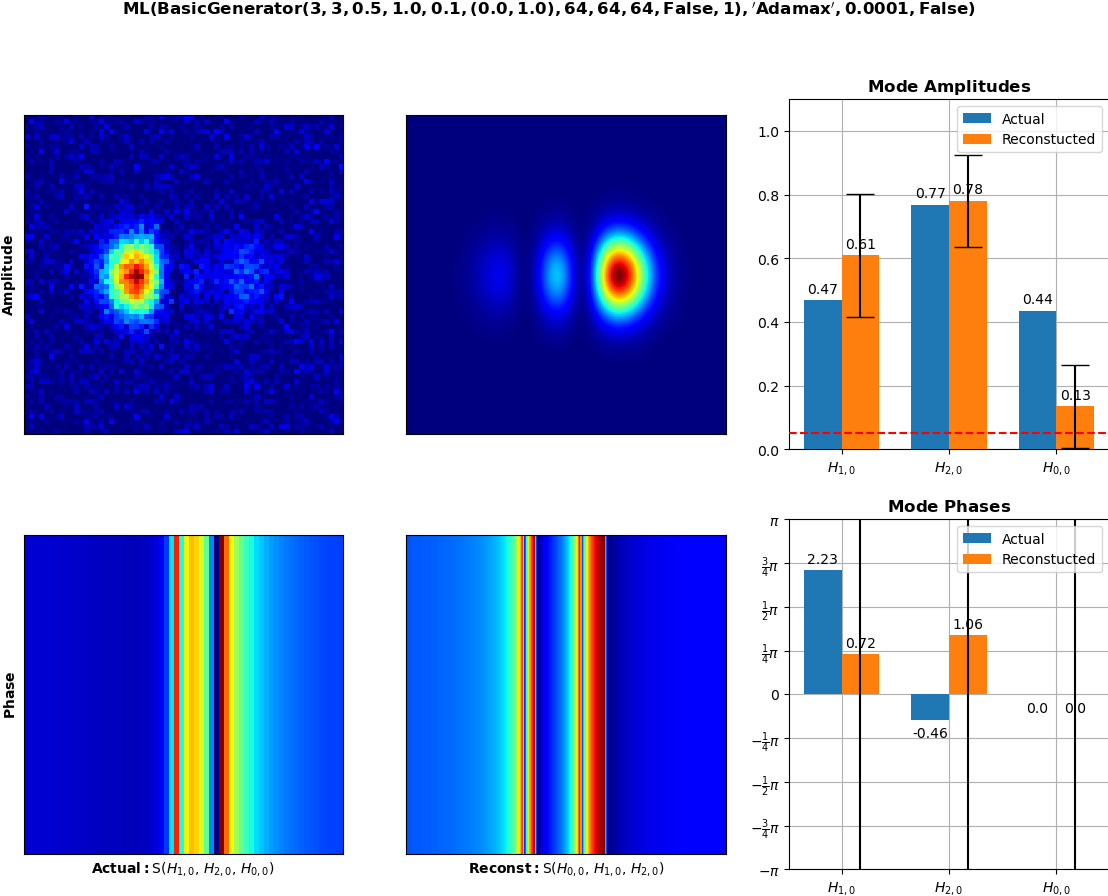 ML(BasicGenerator(3, 3, 0.5, 1.0, 0.1, (0.0, 1.0), 64, 64, 64, False, 1), ′Adamax′, 0.0001, False)
Amplitude
Mode Amplitudes
Actual
Reconstucted
1.0
0.8
0.6
0.4
0.2
0.0
0.47
0.61
0.77
0.78
0.44
0.13
H1,0
H2,0
H0,0
Phase
Actual: S(H1,0, H2,0, H0,0)
Reconst: S(H0,0, H1,0, H2,0)
Mode Phases
Actual
Reconstucted
π
3/4π
1/2π
1/4π
0
−1/4π
−1/2π
−3/4π
−π
2.23
0.72
-0.46
1.06
0.0
0.0
H1,0
H2,0
H0,0